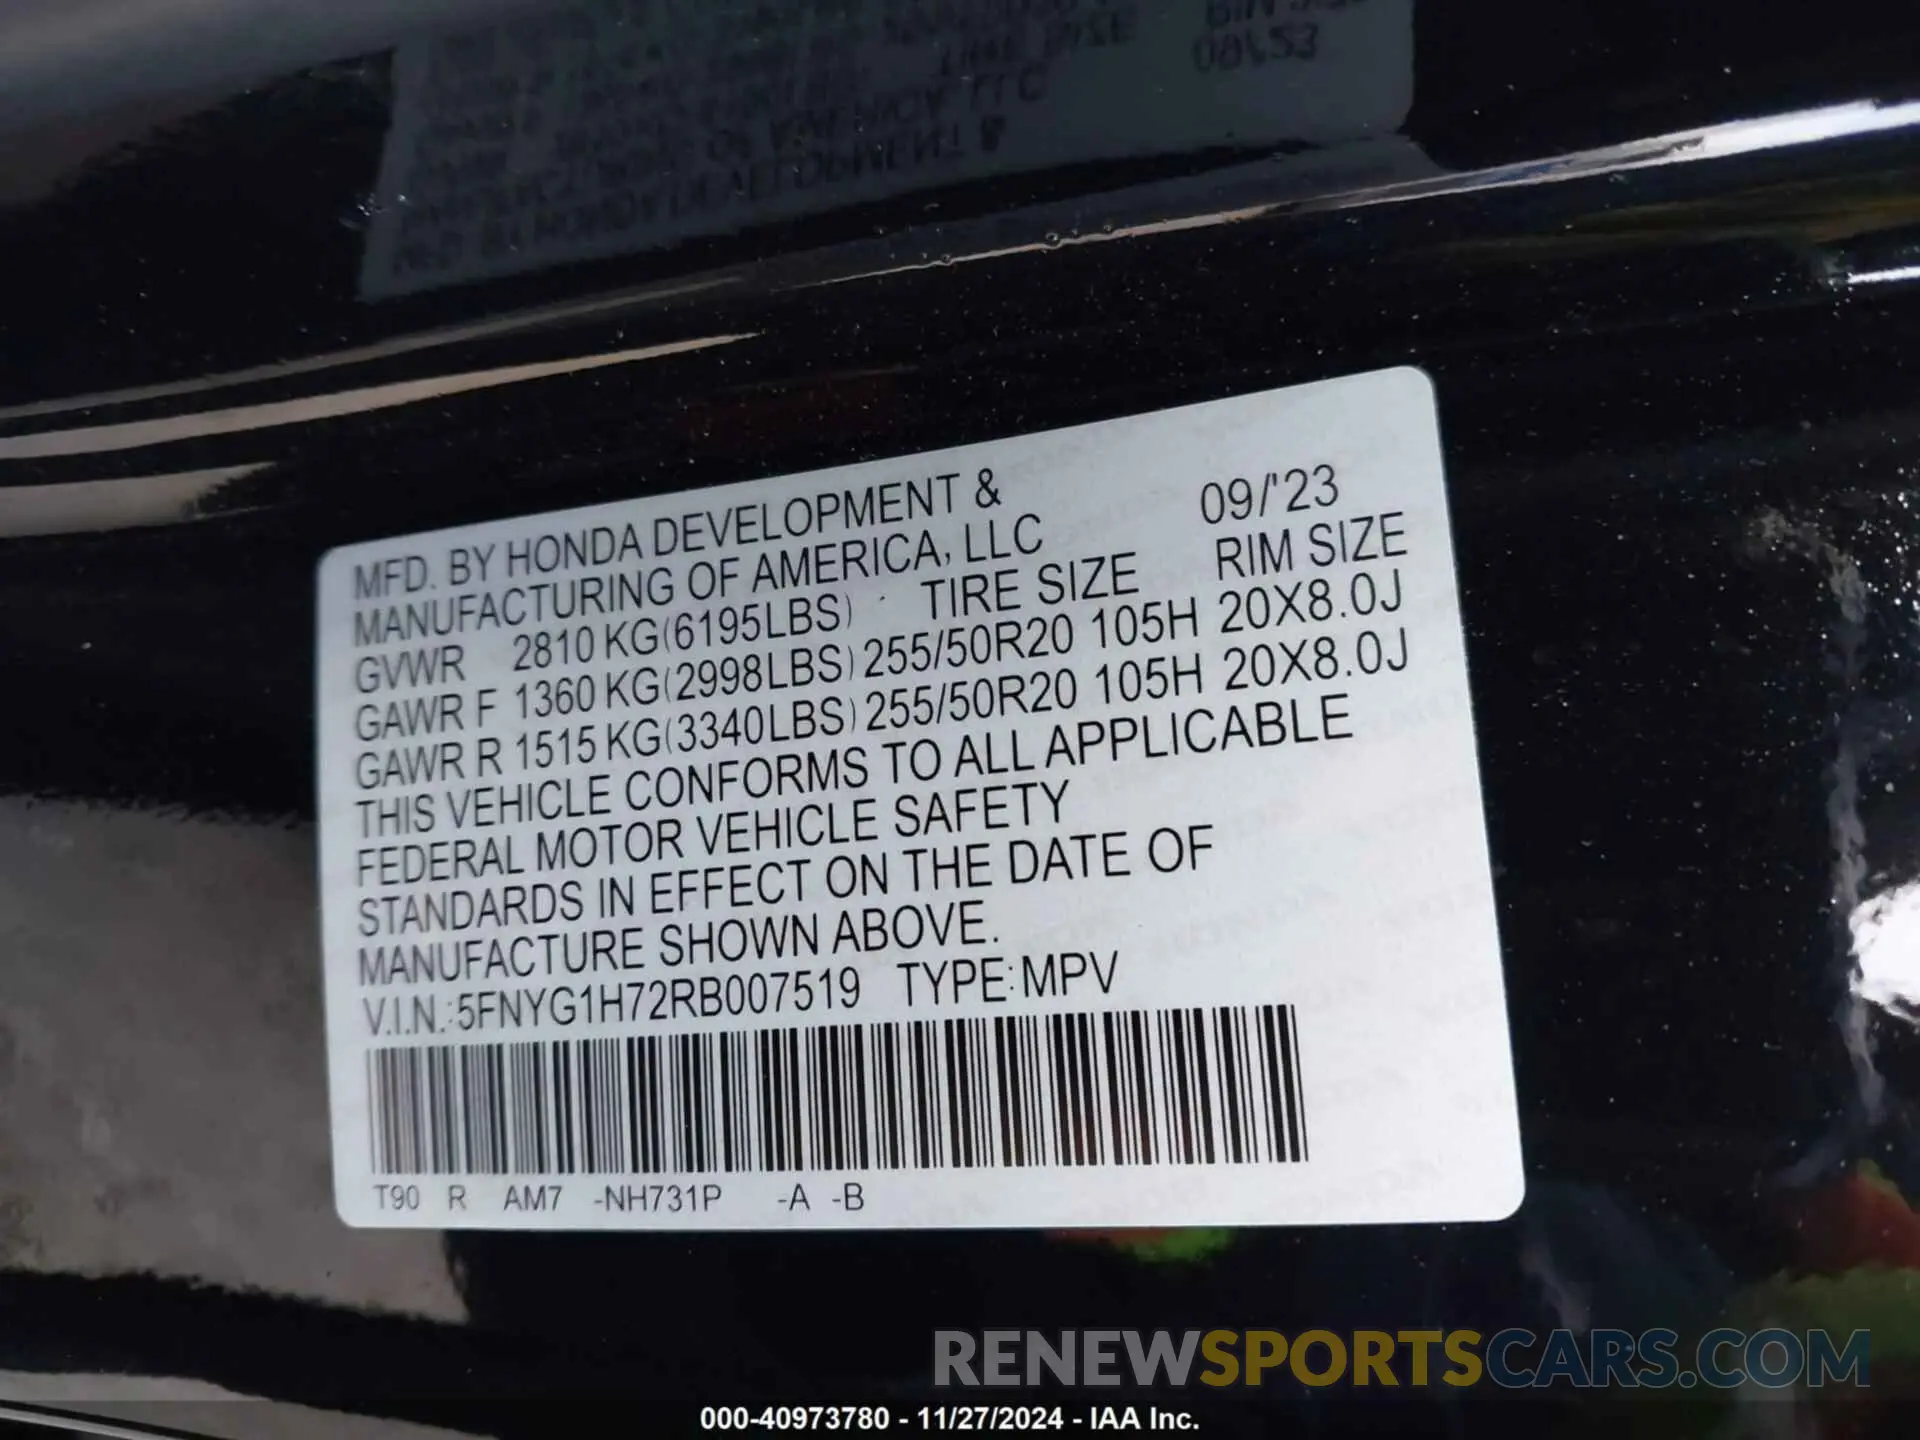 MFD. BY HONDA DEVELOPMENT &
MANUFACTURING OF AMERICA, LLC 09/'23
GVWR 2810 KG(6195LBS) TIRE SIZE RIM SIZE
GAWR F 1360 KG(2998LBS) 255/50R20 105H 20X8.0J
GAWR R 1515 KG(3340LBS) 255/50R20 105H 20X8.0J
THIS VEHICLE CONFORMS TO ALL APPLICABLE
FEDERAL MOTOR VEHICLE SAFETY
STANDARDS IN EFFECT ON THE DATE OF
MANUFACTURE SHOWN ABOVE.
V.I.N.:5FNYG1H72RB007519 TYPE:MPV
T90 R AM7 -NH731P -A -B
RENEWSPORTSCARS.COM
000-40973780 - 11/27/2024 - IAA Inc.